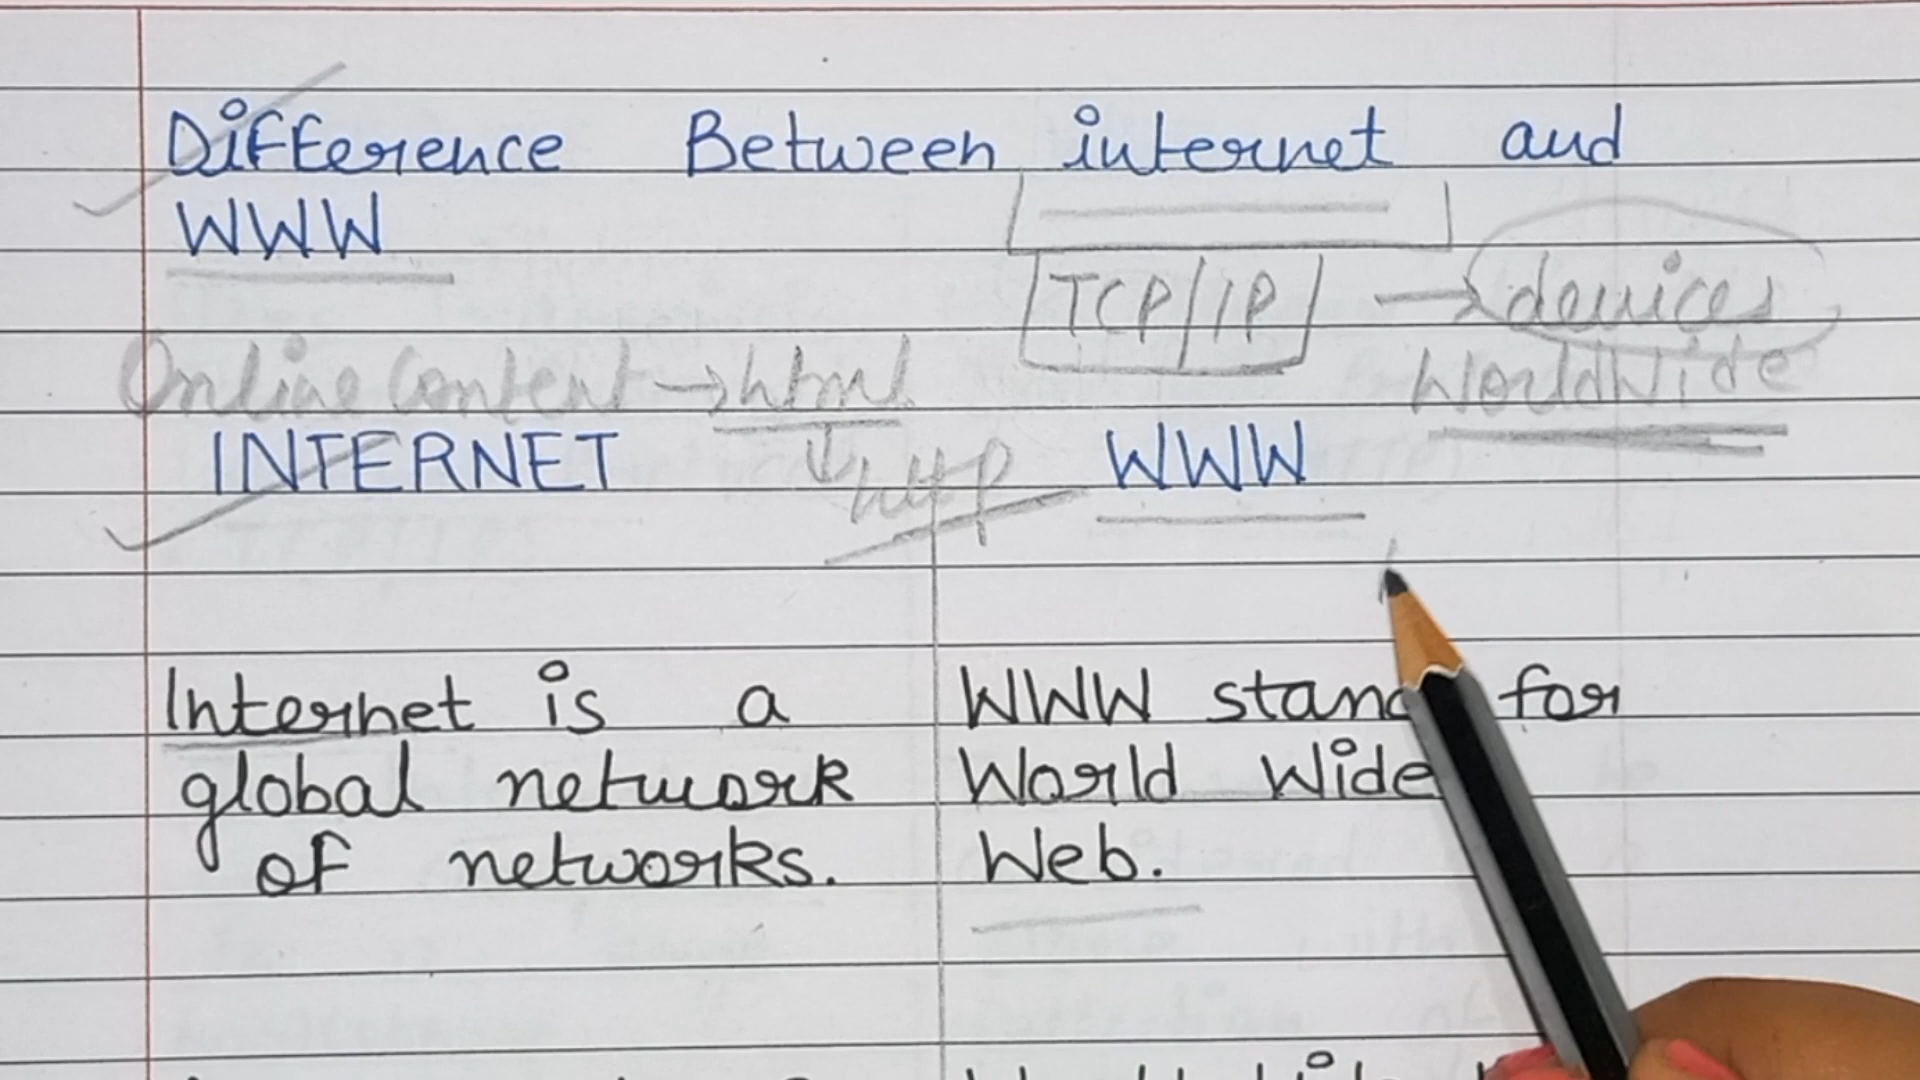 Difference Between internet and
WWW
TCP/IP → devices
Online Content → html
WorldWide
↓ http
INTERNET
WWW
Internet is a
global network
of networks.
WWW stand for
World Wide
Web.